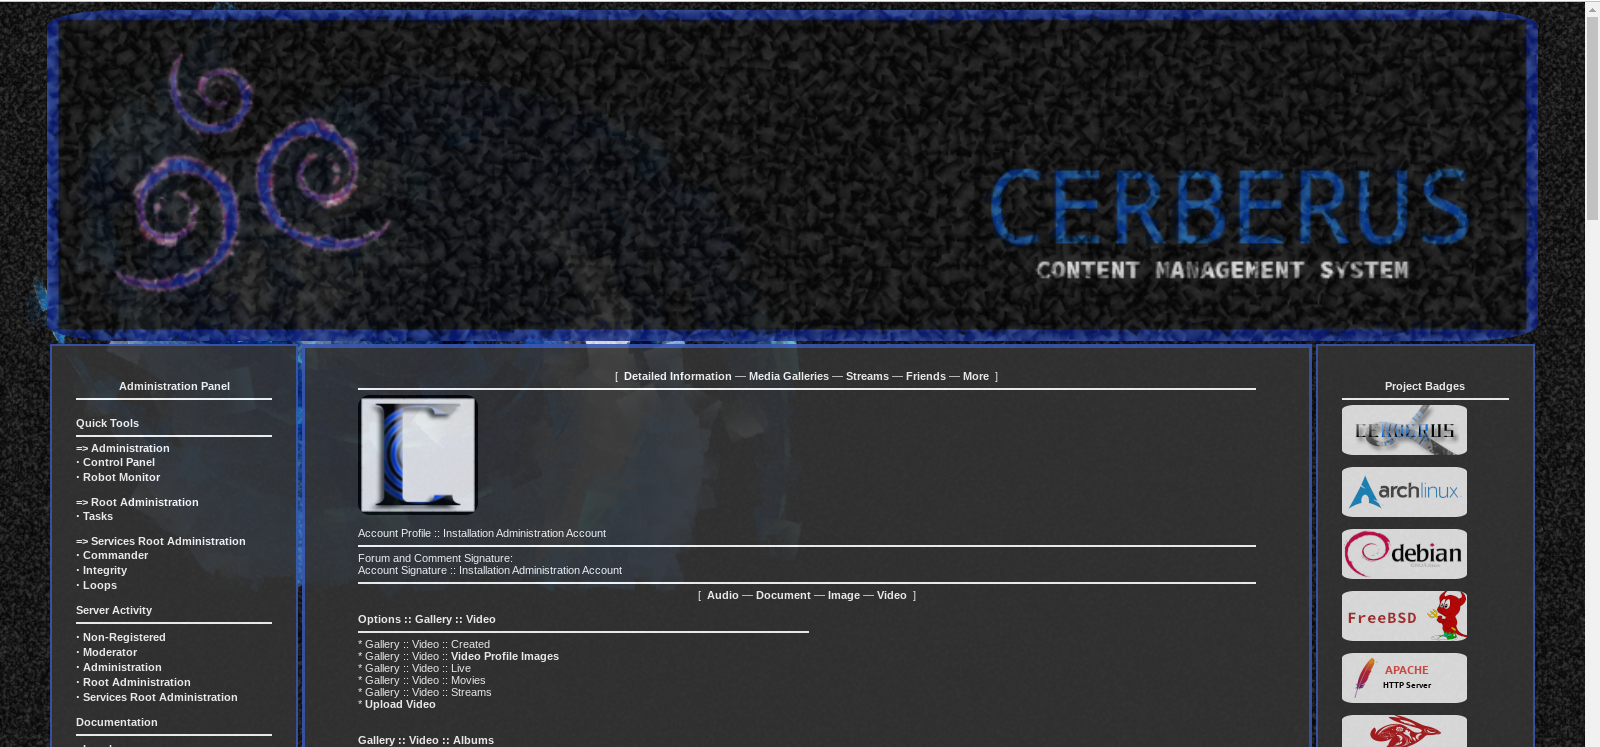 CERBERUS
CONTENT MANAGEMENT SYSTEM
Administration Panel
Quick Tools
=> Administration
· Control Panel
· Robot Monitor
=> Root Administration
· Tasks
=> Services Root Administration
· Commander
· Integrity
· Loops
Server Activity
· Non-Registered
· Moderator
· Administration
· Root Administration
· Services Root Administration
Documentation
[ Detailed Information — Media Galleries — Streams — Friends — More ]
Account Profile :: Installation Administration Account
Forum and Comment Signature:
Account Signature :: Installation Administration Account
[ Audio — Document — Image — Video ]
Options :: Gallery :: Video
* Gallery :: Video :: Created
* Gallery :: Video :: Video Profile Images
* Gallery :: Video :: Live
* Gallery :: Video :: Movies
* Gallery :: Video :: Streams
* Upload Video
Gallery :: Video :: Albums
Project Badges
CERBERUS
archlinux
debian
FreeBSD
APACHE
HTTP Server